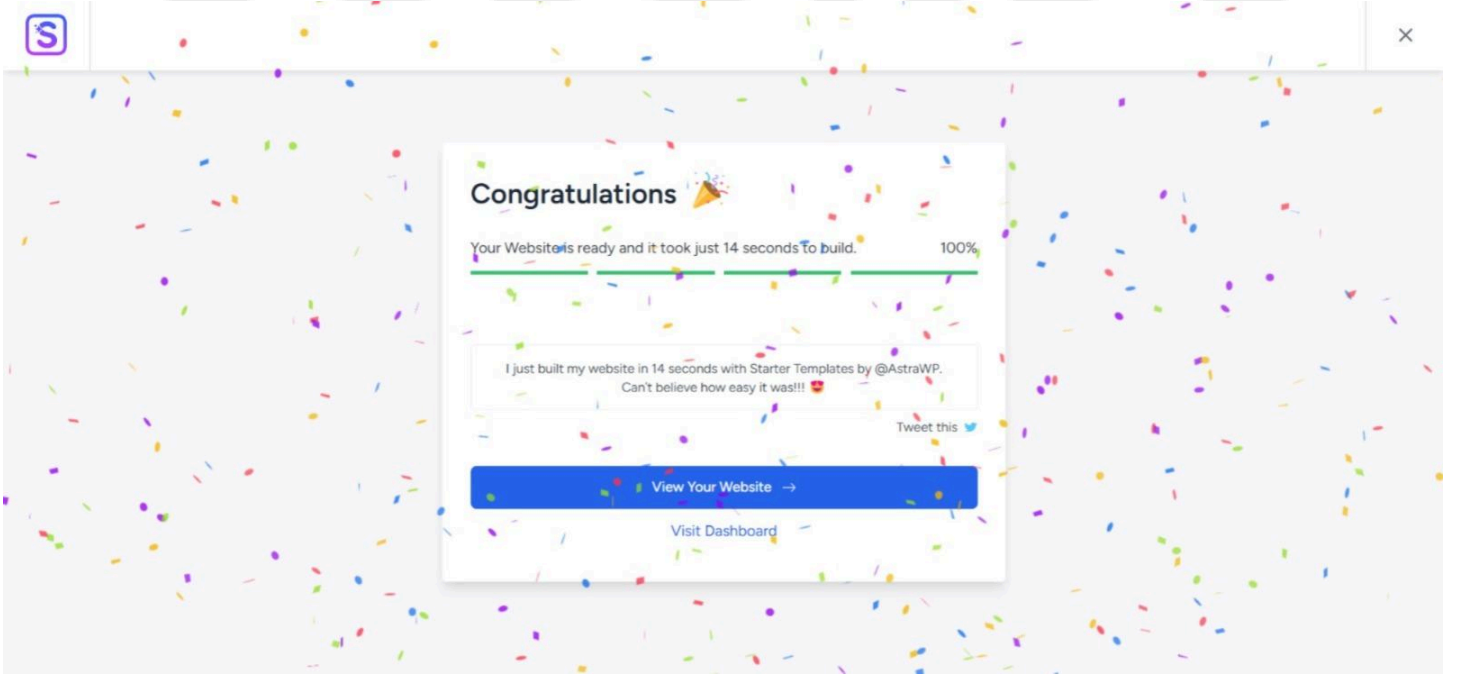 S
Congratulations 🎉
Your Website is ready and it took just 14 seconds to build. 100%
I just built my website in 14 seconds with Starter Templates by @AstraWP.
Can't believe how easy it was!!! 😍
Tweet this
View Your Website →
Visit Dashboard